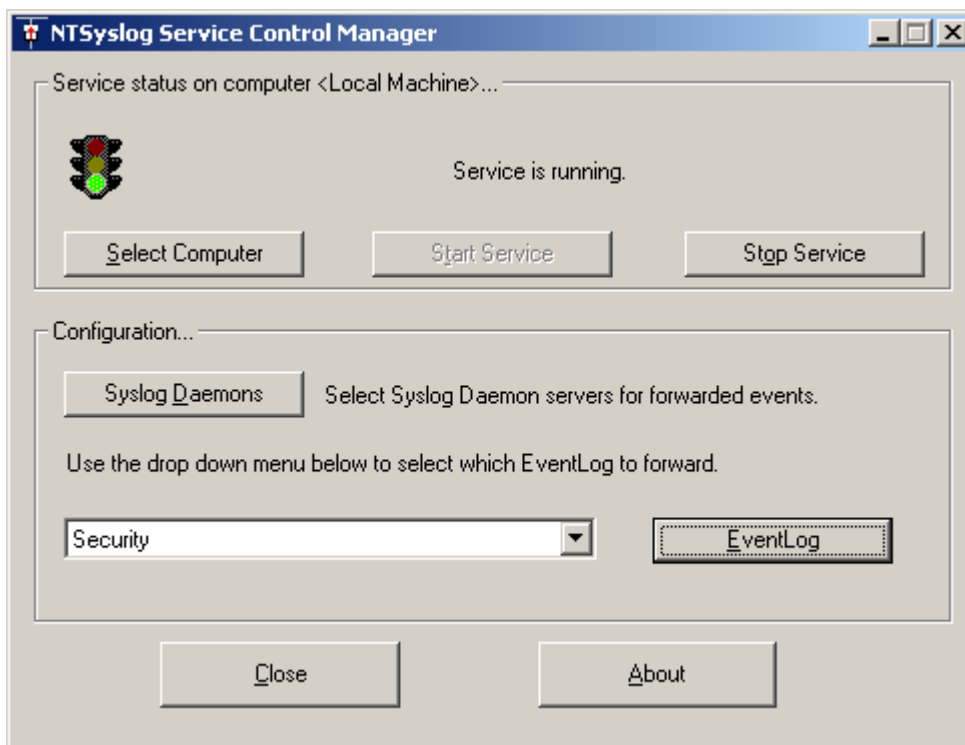 NTSyslog Service Control Manager
Service status on computer <Local Machine>...
Service is running.
Select Computer
Start Service
Stop Service
Configuration...
Syslog Daemons
Select Syslog Daemon servers for forwarded events.
Use the drop down menu below to select which EventLog to forward.
Security
EventLog
Close
About